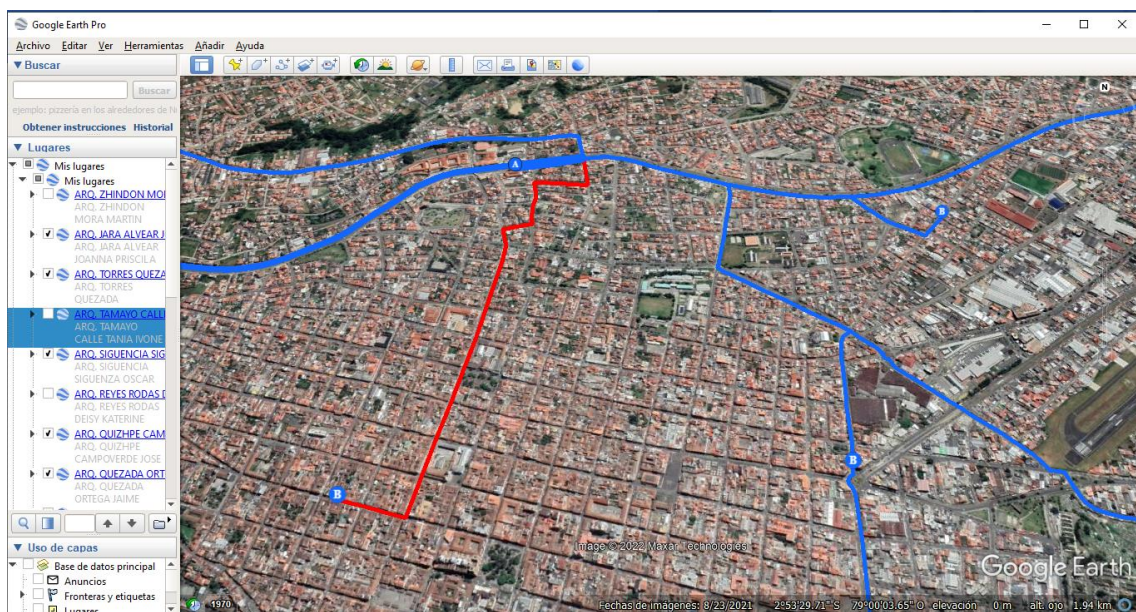 Google Earth Pro
Archivo Editar Ver Herramientas Añadir Ayuda
Buscar
Buscar
ejemplo: pizzería en los alrededores de N
Obtener instrucciones Historial
Lugares
Mis lugares
Mis lugares
ARQ. ZHINDON MO
ARQ. ZHINDON
MORA MARTIN
ARQ. JARA ALVEAR J
ARQ. JARA ALVEAR
JOANNA PRISCILA
ARQ. TORRES QUEZA
ARQ. TORRES
QUEZADA
ARQ. TAMAYO CALL
ARQ. TAMAYO
CALLE TANIA IVONE
ARQ. SIGUENCIA SIG
ARQ. SIGUENCIA
SIGUENZA OSCAR
ARQ. REYES RODAS D
ARQ. REYES RODAS
DEISY KATERINE
ARQ. QUIZHPE CAM
ARQ. QUIZHPE
CAMPOVERDE JOSE
ARQ. QUEZADA ORT
ARQ. QUEZADA
ORTEGA JAIME
Uso de capas
Base de datos principal
Anuncios
Fronteras y etiquetas
Lugares
N
A
B
B
B
Image © 2022 Maxar Technologies
Google Earth
1970
Fechas de imágenes: 8/23/2021 2°53'29.71" S 79°00'03.65" O elevación 0 m alt. ojo 1.94 km